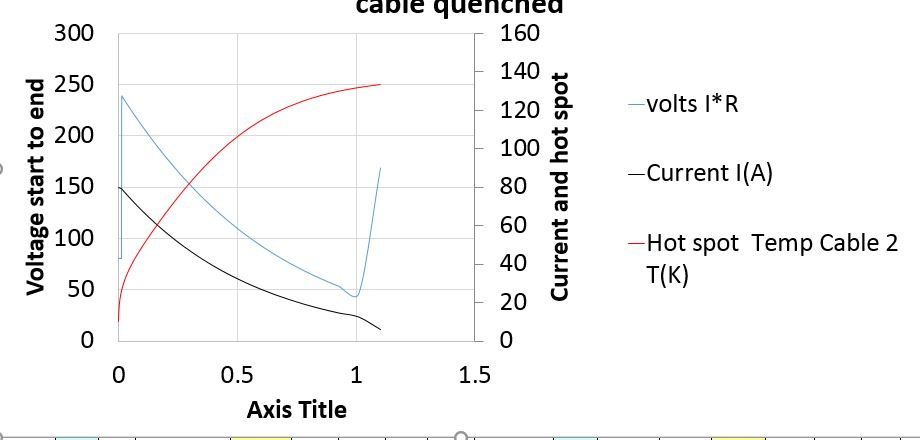 cable quenched
300
250
200
150
100
50
0
Voltage start to end
160
140
120
100
80
60
40
20
0
Current and hot spot
0 0.5 1 1.5
Axis Title
volts I*R
Current I(A)
Hot spot Temp Cable 2
T(K)